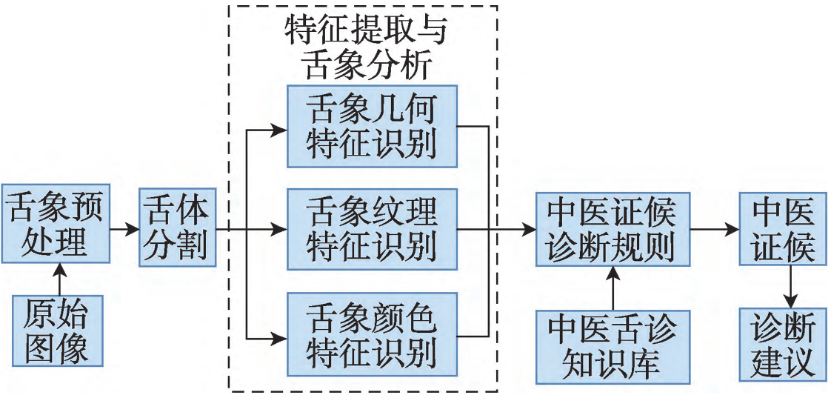 特征提取与
舌象分析
舌象几何
特征识别
舌象预
处理
舌体
分割
舌象纹理
特征识别
中医证候
诊断规则
中医
证候
原始
图像
舌象颜色
特征识别
中医舌诊
知识库
诊断
建议